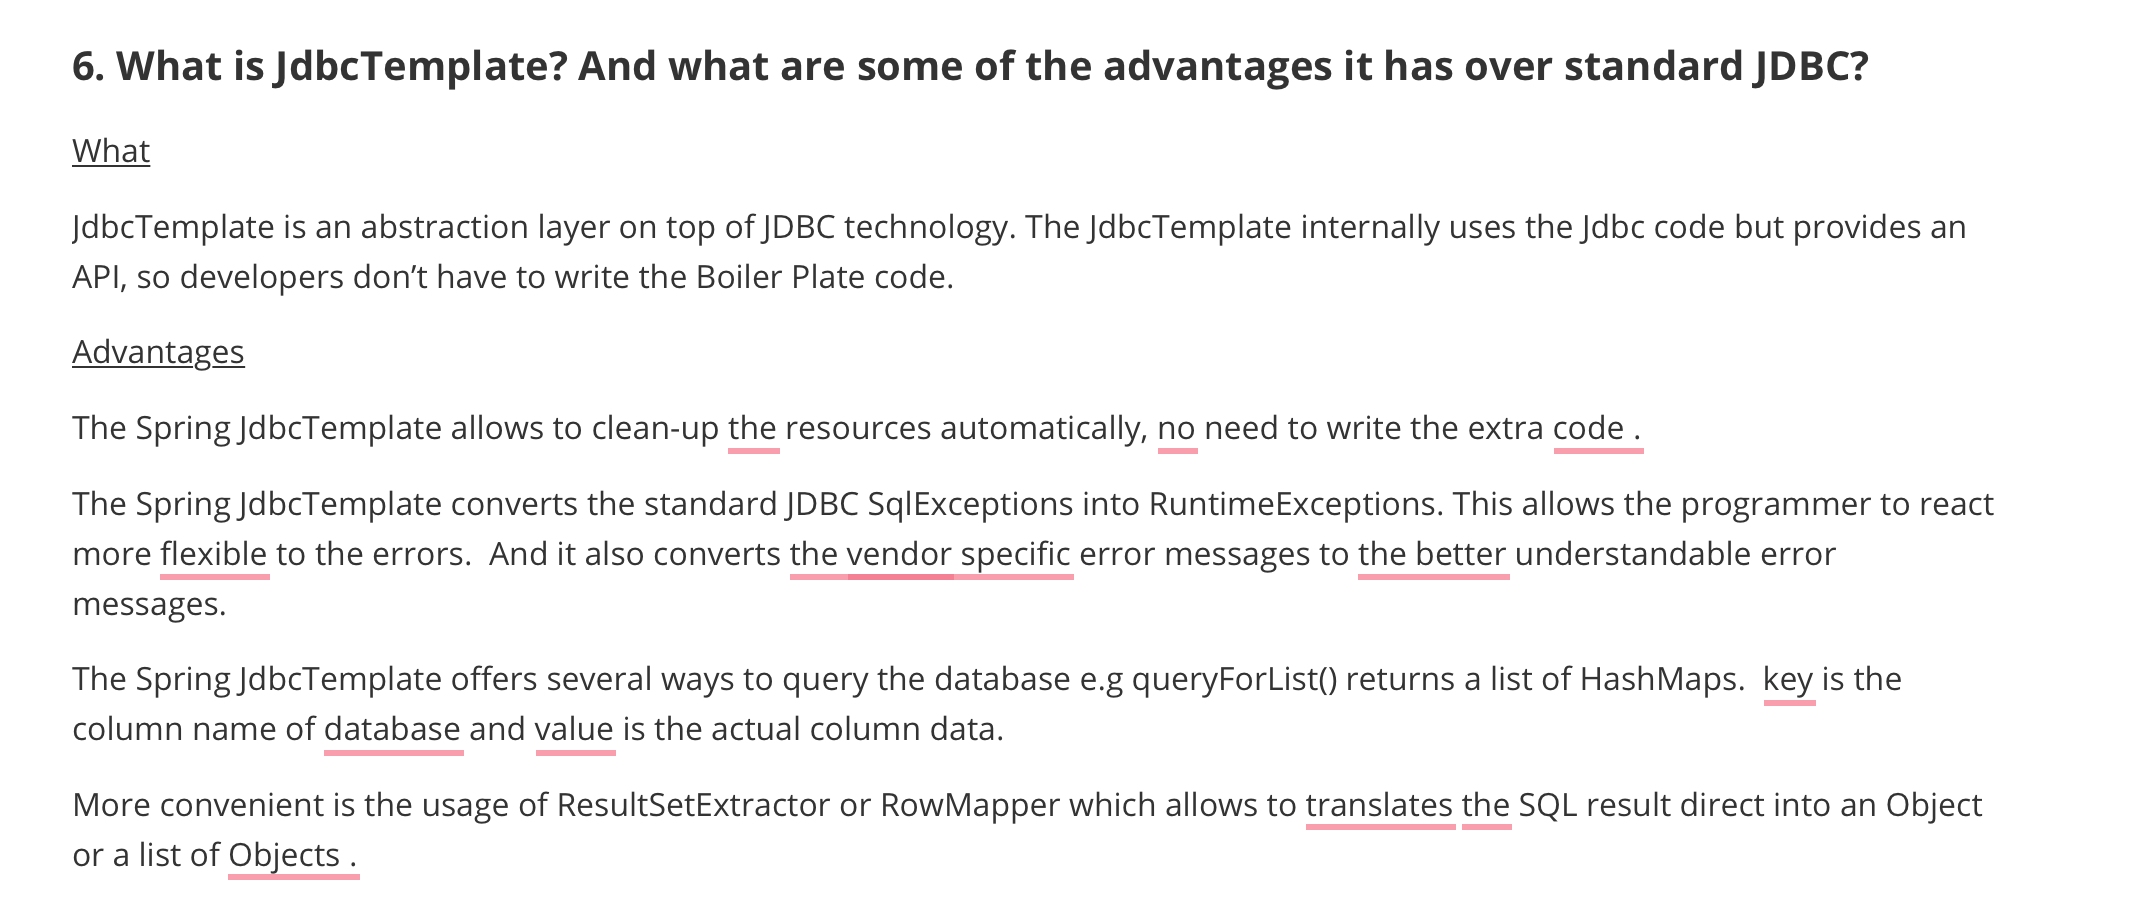 6. What is JdbcTemplate? And what are some of the advantages it has over standard JDBC?
What
JdbcTemplate is an abstraction layer on top of JDBC technology. The JdbcTemplate internally uses the Jdbc code but provides an
API, so developers don’t have to write the Boiler Plate code.
Advantages
The Spring JdbcTemplate allows to clean-up the resources automatically, no need to write the extra code .
The Spring JdbcTemplate converts the standard JDBC SqlExceptions into RuntimeExceptions. This allows the programmer to react
more flexible to the errors.  And it also converts the vendor specific error messages to the better understandable error
messages.
The Spring JdbcTemplate offers several ways to query the database e.g queryForList() returns a list of HashMaps.  key is the
column name of database and value is the actual column data.
More convenient is the usage of ResultSetExtractor or RowMapper which allows to translates the SQL result direct into an Object
or a list of Objects .